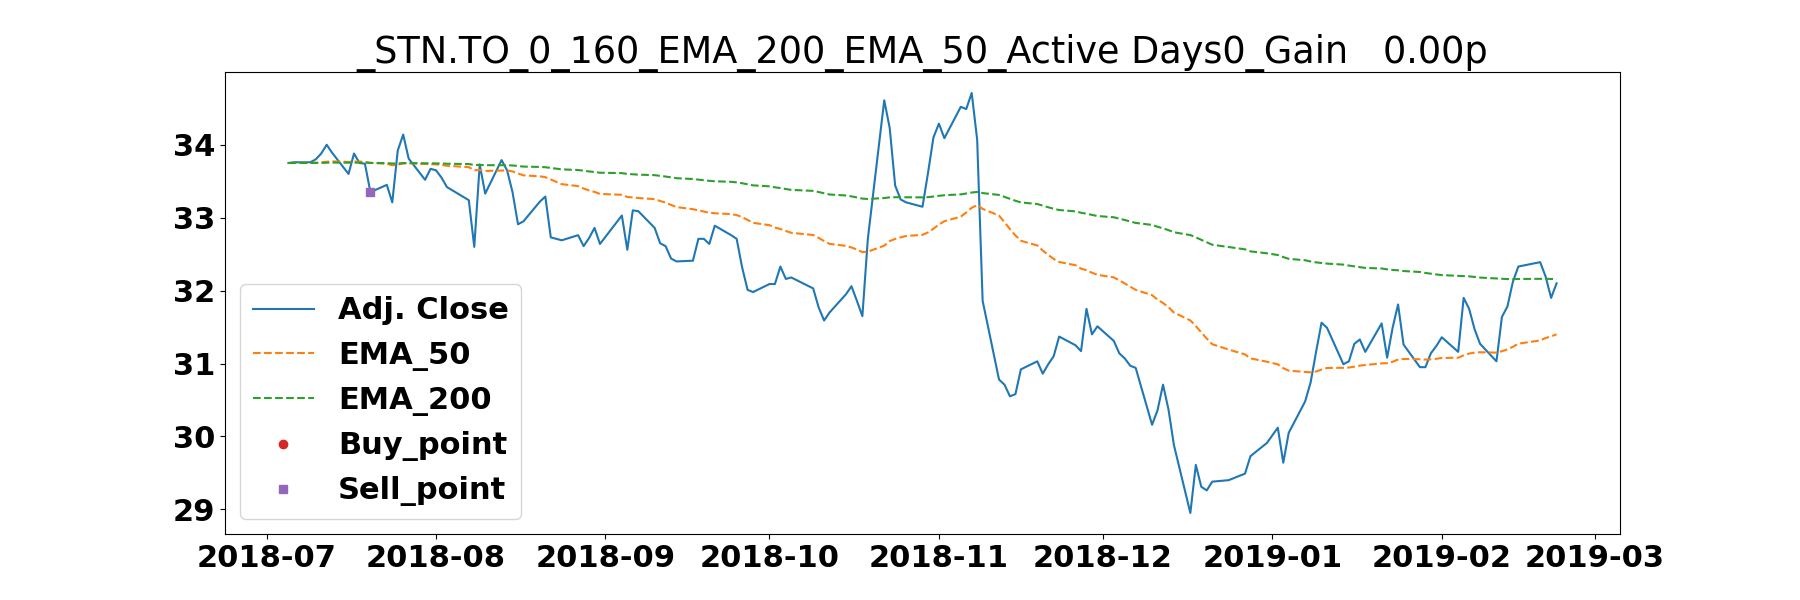 _STN.TO_0_160_EMA_200_EMA_50_Active Days0_Gain   0.00p
34
33
32
31
30
29
Adj. Close
EMA_50
EMA_200
Buy_point
Sell_point
2018-07 2018-08 2018-09 2018-10 2018-11 2018-12 2019-01 2019-02 2019-03